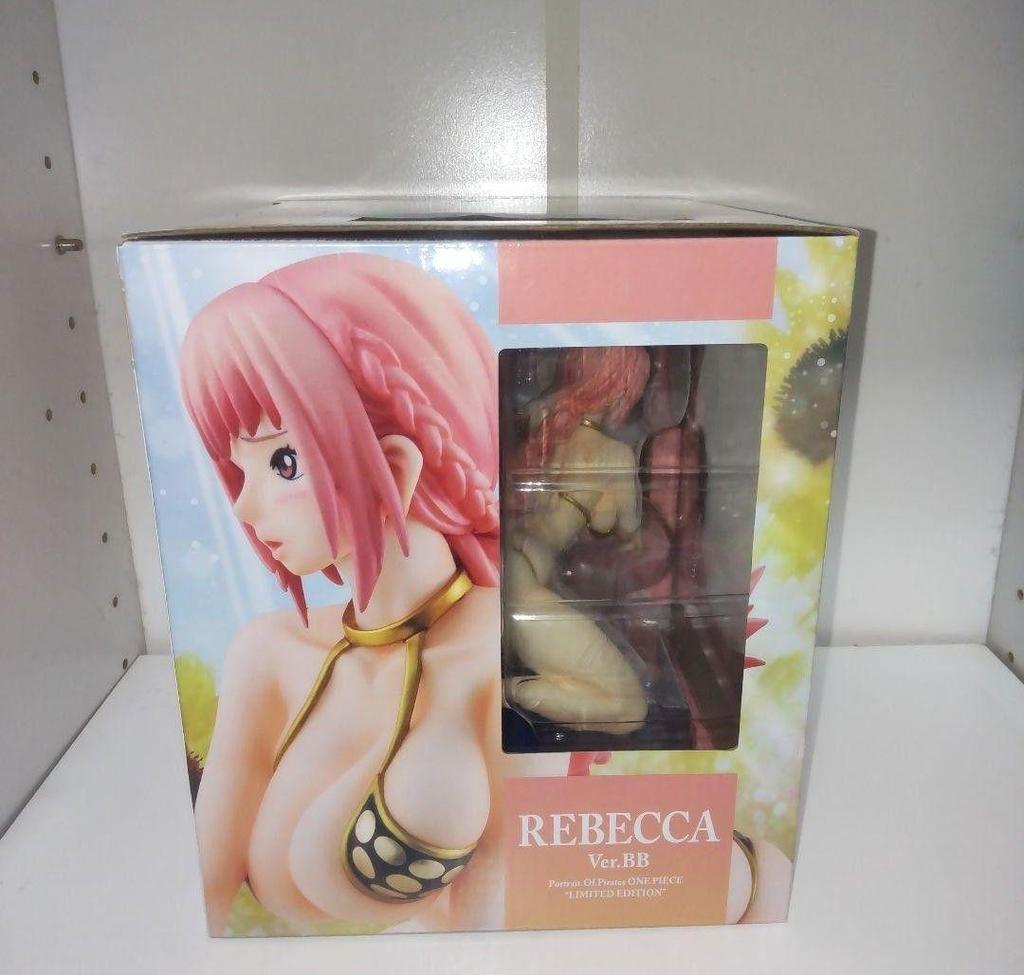 REBECCA
Ver.BB
Portrait.Of.Pirates ONE PIECE
"LIMITED EDITION"